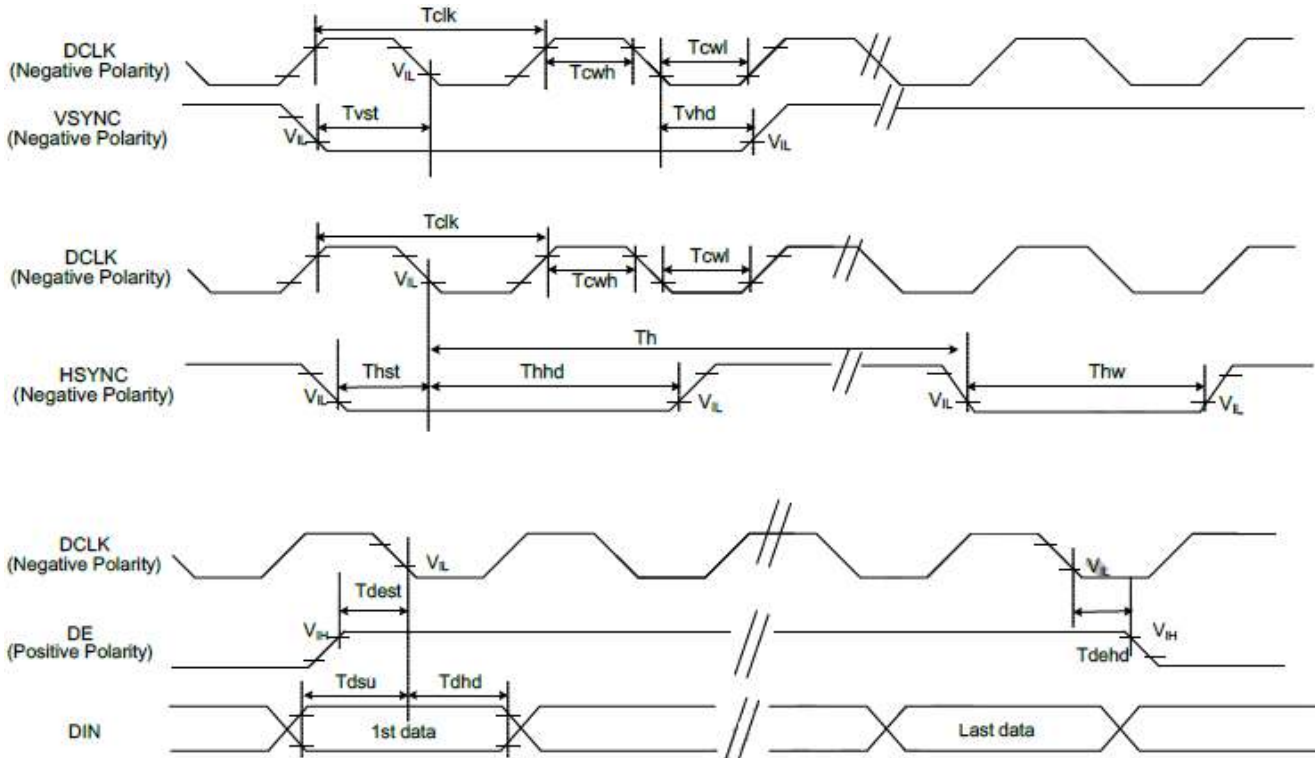 Tclk
DCLK
(Negative Polarity)
VIL
Tcwh
Tcwl
VSYNC
(Negative Polarity)
Tvst
Tvhd
VIL
VIL
Tclk
DCLK
(Negative Polarity)
VIL
Tcwh
Tcwl
Th
HSYNC
(Negative Polarity)
Thst
Thhd
Thw
VIL
VIL
VIL
VIL
DCLK
(Negative Polarity)
VIL
VIL
Tdest
DE
(Positive Polarity)
VIH
VIH
Tdehd
Tdsu
Tdhd
DIN
1st data
Last data